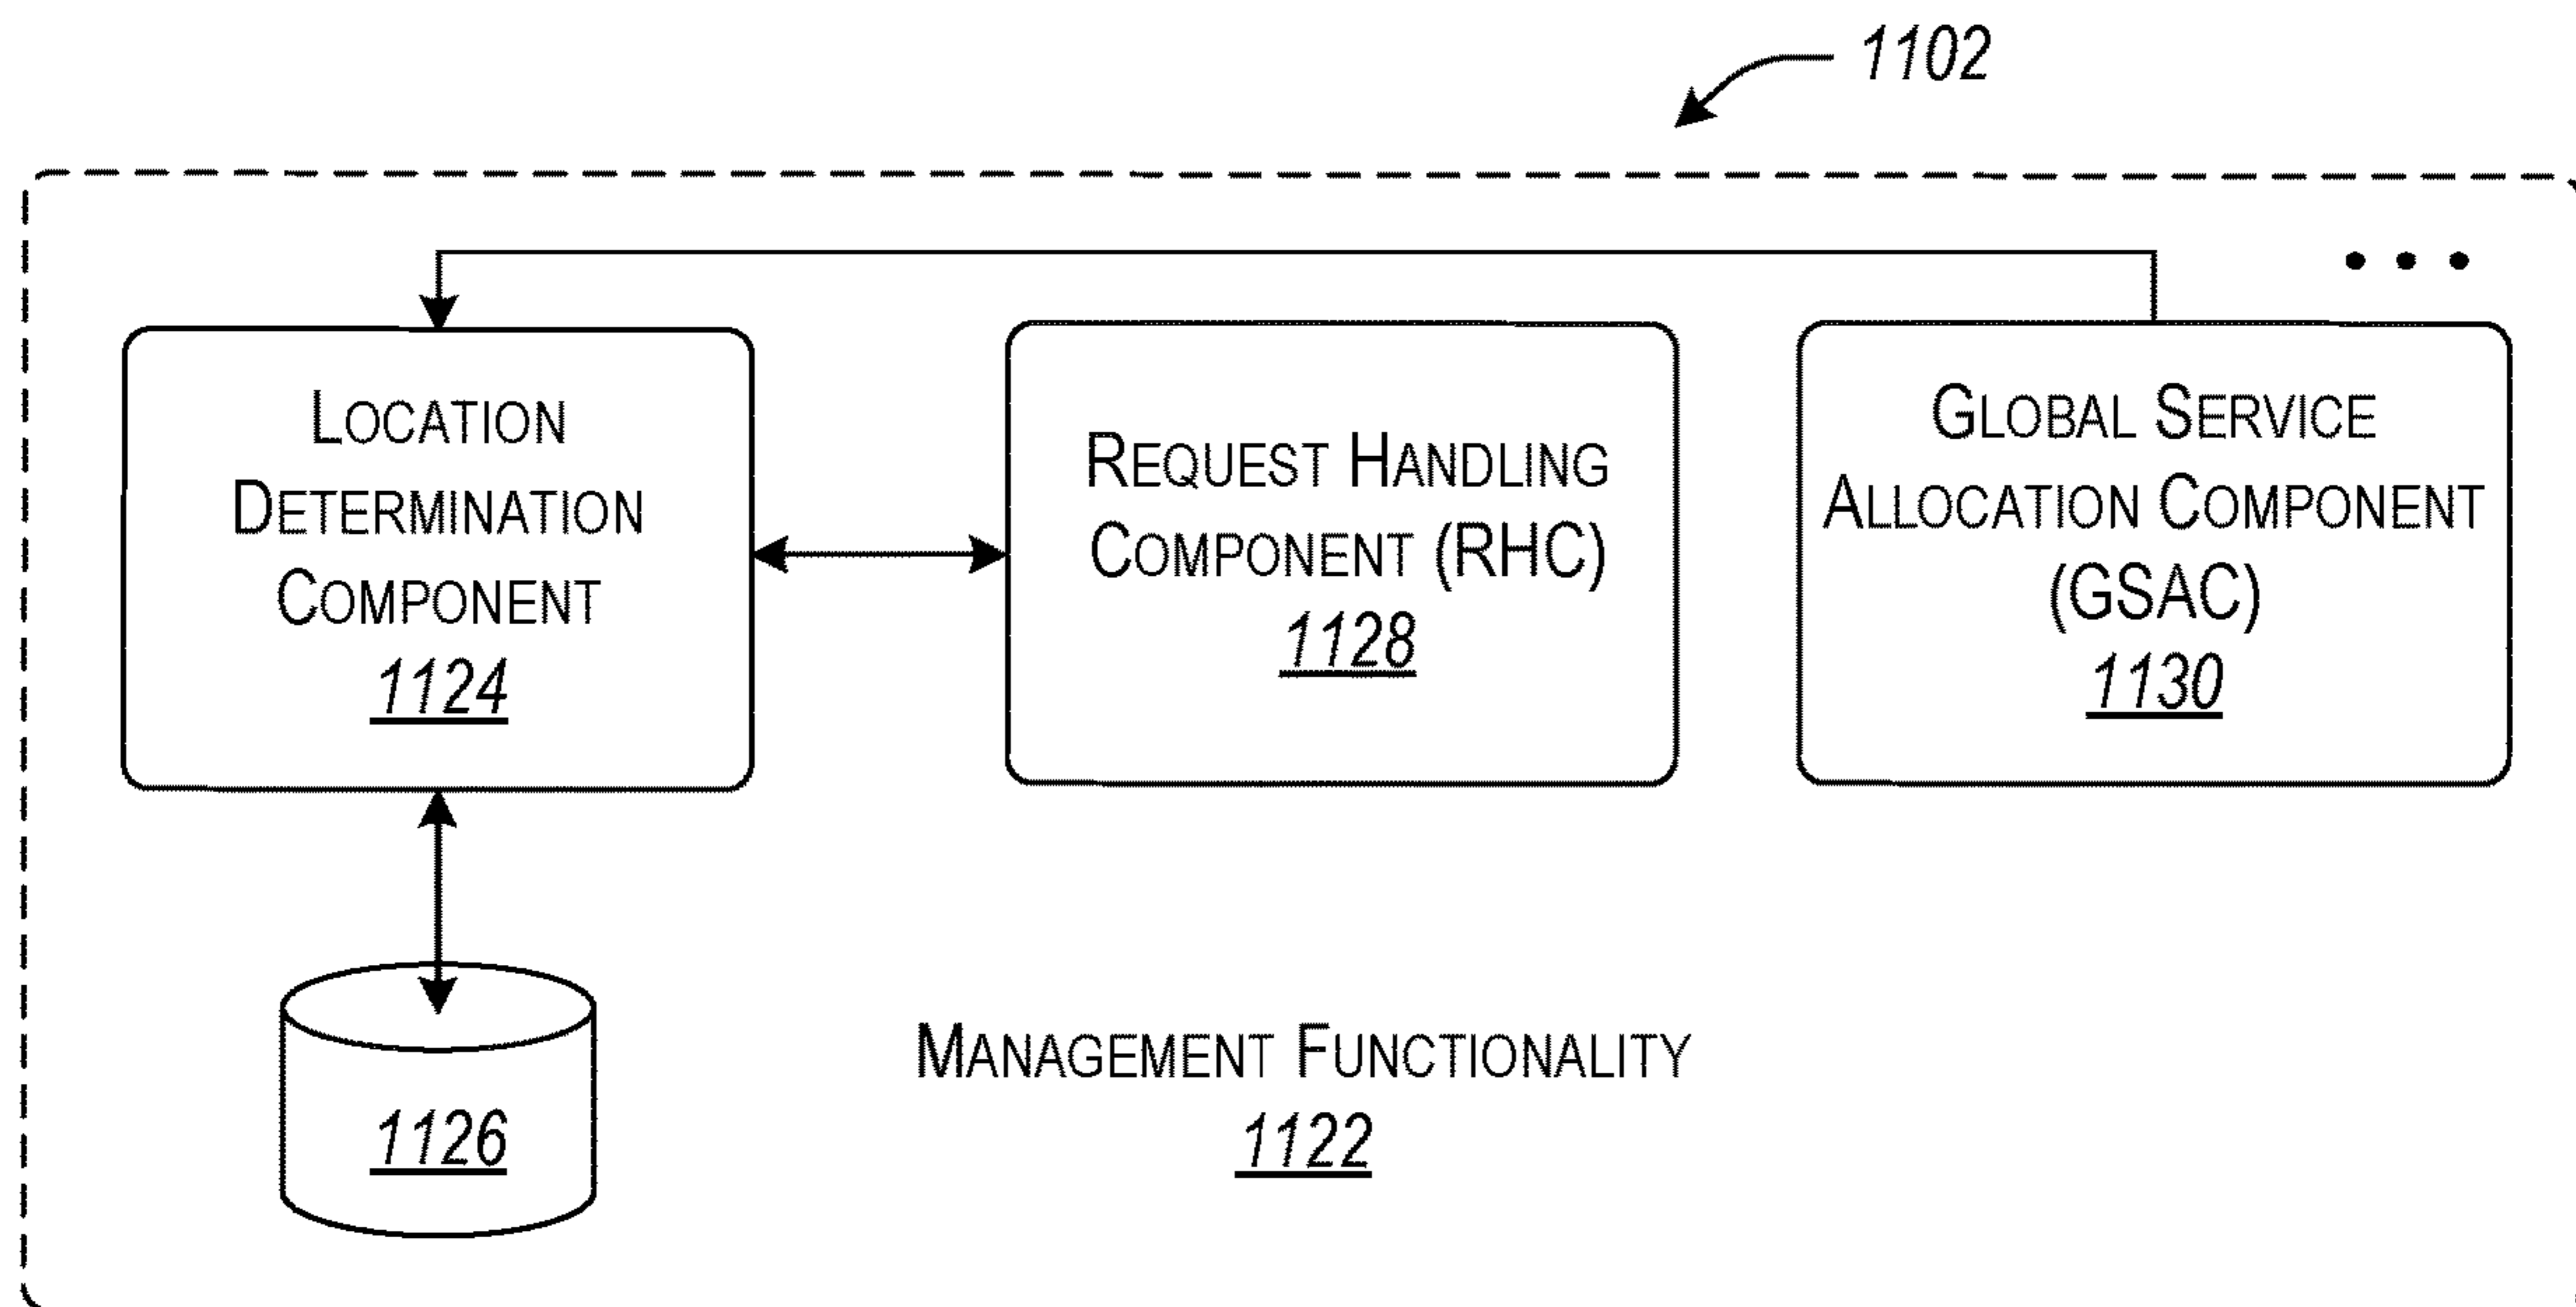 1102
LOCATION
DETERMINATION
COMPONENT
1124
REQUEST HANDLING
COMPONENT (RHC)
1128
GLOBAL SERVICE
ALLOCATION COMPONENT
(GSAC)
1130
1126
MANAGEMENT FUNCTIONALITY
1122